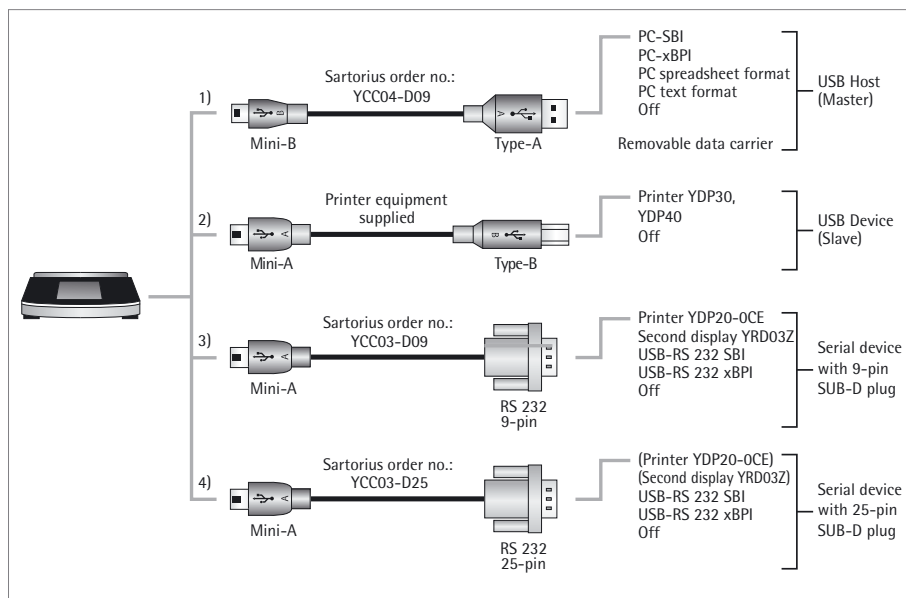 1)
Sartorius order no.:
YCC04-D09
B
A
Mini-B
Type-A
PC-SBI
PC-xBPI
PC spreadsheet format
PC text format
Off
Removable data carrier
USB Host
(Master)
2)
Printer equipment
supplied
A
B
Mini-A
Type-B
Printer YDP30,
YDP40
Off
USB Device
(Slave)
3)
Sartorius order no.:
YCC03-D09
A
Mini-A
RS 232
9-pin
Printer YDP20-0CE
Second display YRD03Z
USB-RS 232 SBI
USB-RS 232 xBPI
Off
Serial device
with 9-pin
SUB-D plug
4)
Sartorius order no.:
YCC03-D25
A
Mini-A
RS 232
25-pin
(Printer YDP20-0CE)
(Second display YRD03Z)
USB-RS 232 SBI
USB-RS 232 xBPI
Off
Serial device
with 25-pin
SUB-D plug